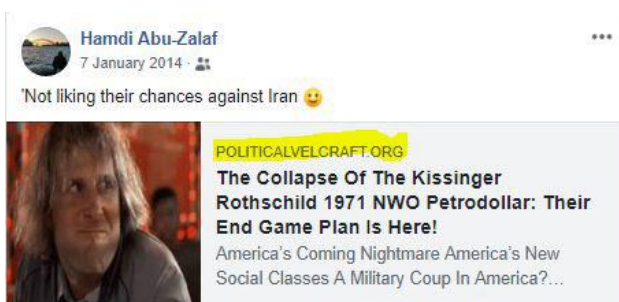 Hamdi Abu-Zalaf
7 January 2014 ·
'Not liking their chances against Iran
POLITICALVELCRAFT.ORG
The Collapse Of The Kissinger
Rothschild 1971 NWO Petrodollar: Their
End Game Plan Is Here!
America's Coming Nightmare America's New
Social Classes A Military Coup In America?...